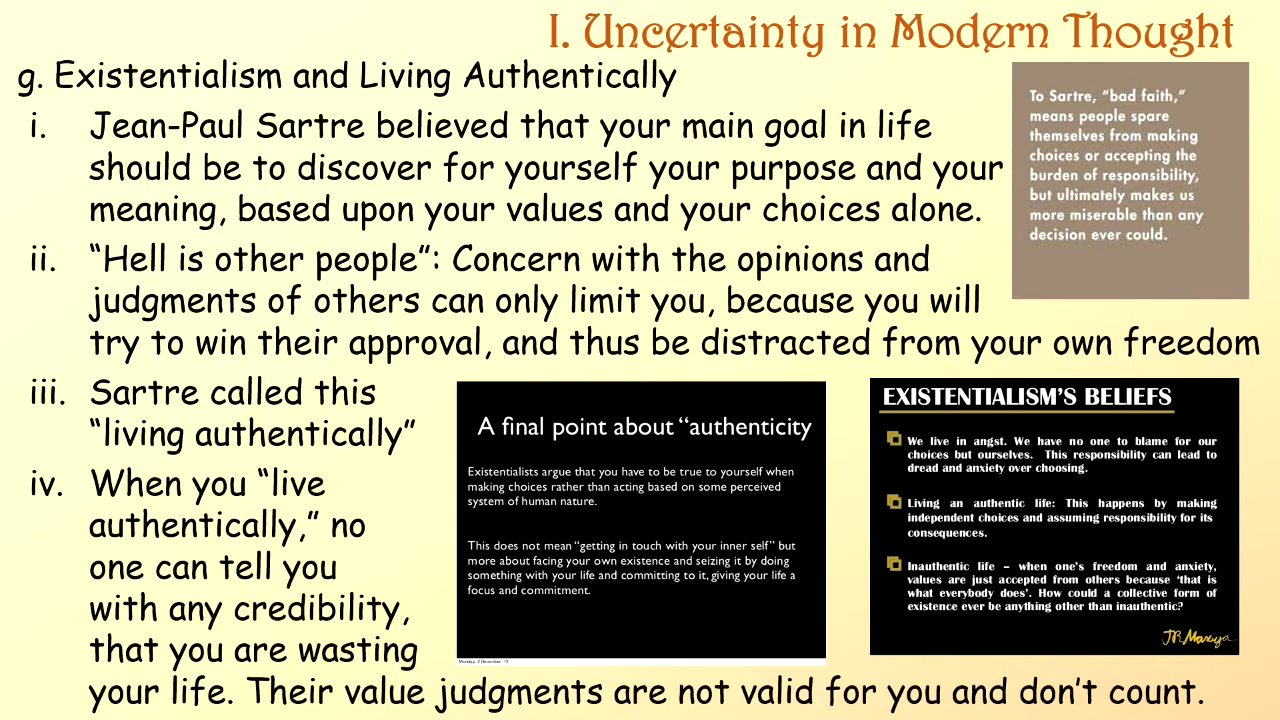 I. Uncertainty in Modern Thought
g. Existentialism and Living Authentically
i. Jean-Paul Sartre believed that your main goal in life
should be to discover for yourself your purpose and your
meaning, based upon your values and your choices alone.
ii. “Hell is other people”: Concern with the opinions and
judgments of others can only limit you, because you will
try to win their approval, and thus be distracted from your own freedom
iii. Sartre called this
“living authentically”
iv. When you “live
authentically,” no
one can tell you
with any credibility,
that you are wasting
your life. Their value judgments are not valid for you and don’t count.
To Sartre, “bad faith,”
means people spare
themselves from making
choices or accepting the
burden of responsibility,
but ultimately makes us
more miserable than any
decision ever could.
A final point about “authenticity
Existentialists argue that you have to be true to yourself when
making choices rather than acting based on some perceived
system of human nature.
This does not mean “getting in touch with your inner self” but
more about facing your own existence and seizing it by doing
something with your life and committing to it, giving your life a
focus and commitment.
Monday, 2 December, 13
EXISTENTIALISM’S BELIEFS
We live in angst. We have no one to blame for our
choices but ourselves. This responsibility can lead to
dread and anxiety over choosing.
Living an authentic life: This happens by making
independent choices and assuming responsibility for its
consequences.
Inauthentic life – when one’s freedom and anxiety,
values are just accepted from others because ‘that is
what everybody does’. How could a collective form of
existence ever be anything other than inauthentic?